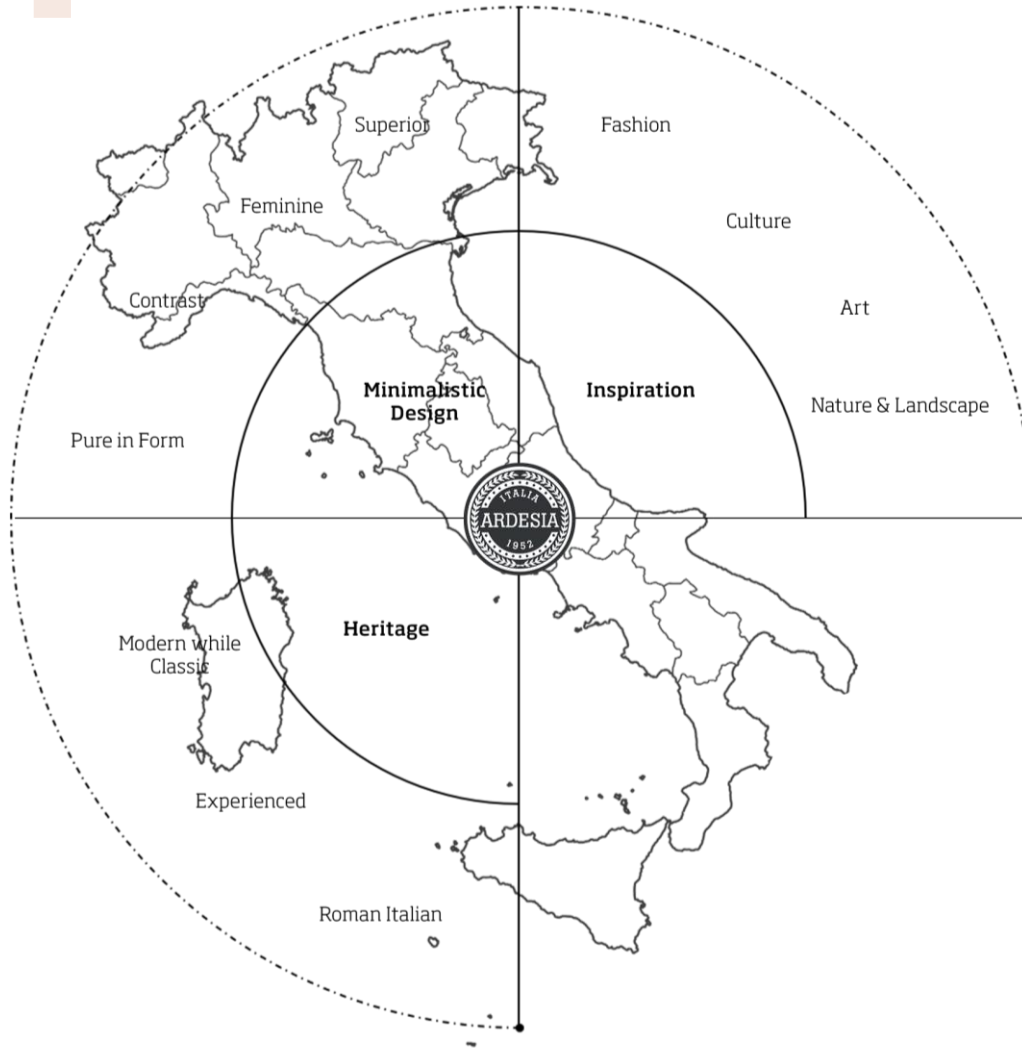 Superior
Fashion
Feminine
Culture
Contrast
Art
Minimalistic
Design
Inspiration
Nature & Landscape
Pure in Form
ITALIA
ARDESIA
1952
Heritage
Modern while
Classic
Experienced
Roman Italian